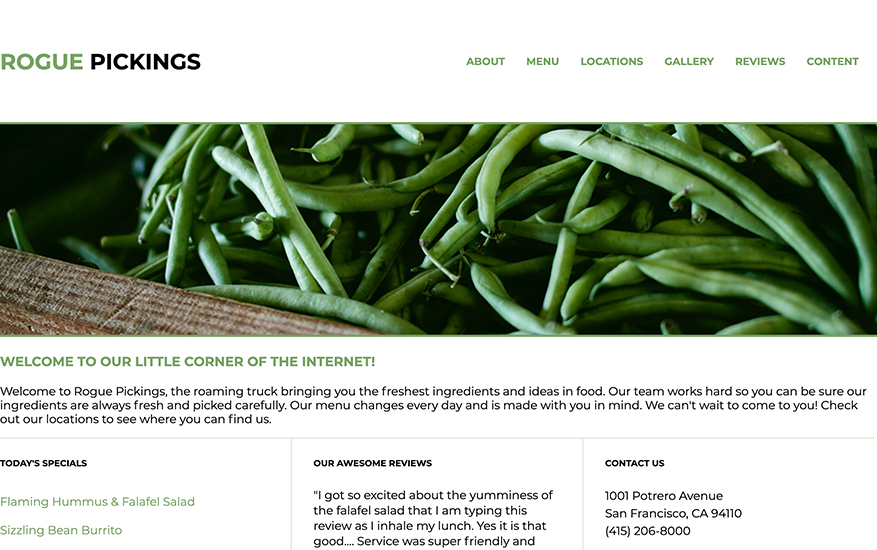 ROGUE PICKINGS
ABOUT MENU LOCATIONS GALLERY REVIEWS CONTENT
WELCOME TO OUR LITTLE CORNER OF THE INTERNET!
Welcome to Rogue Pickings, the roaming truck bringing you the freshest ingredients and ideas in food. Our team works hard so you can be sure our
ingredients are always fresh and picked carefully. Our menu changes every day and is made with you in mind. We can't wait to come to you! Check
out our locations to see where you can find us.
TODAY'S SPECIALS
Flaming Hummus & Falafel Salad
Sizzling Bean Burrito
OUR AWESOME REVIEWS
"I got so excited about the yumminess of
the falafel salad that I am typing this
review as I inhale my lunch. Yes it is that
good.... Service was super friendly and
CONTACT US
1001 Potrero Avenue
San Francisco, CA 94110
(415) 206-8000